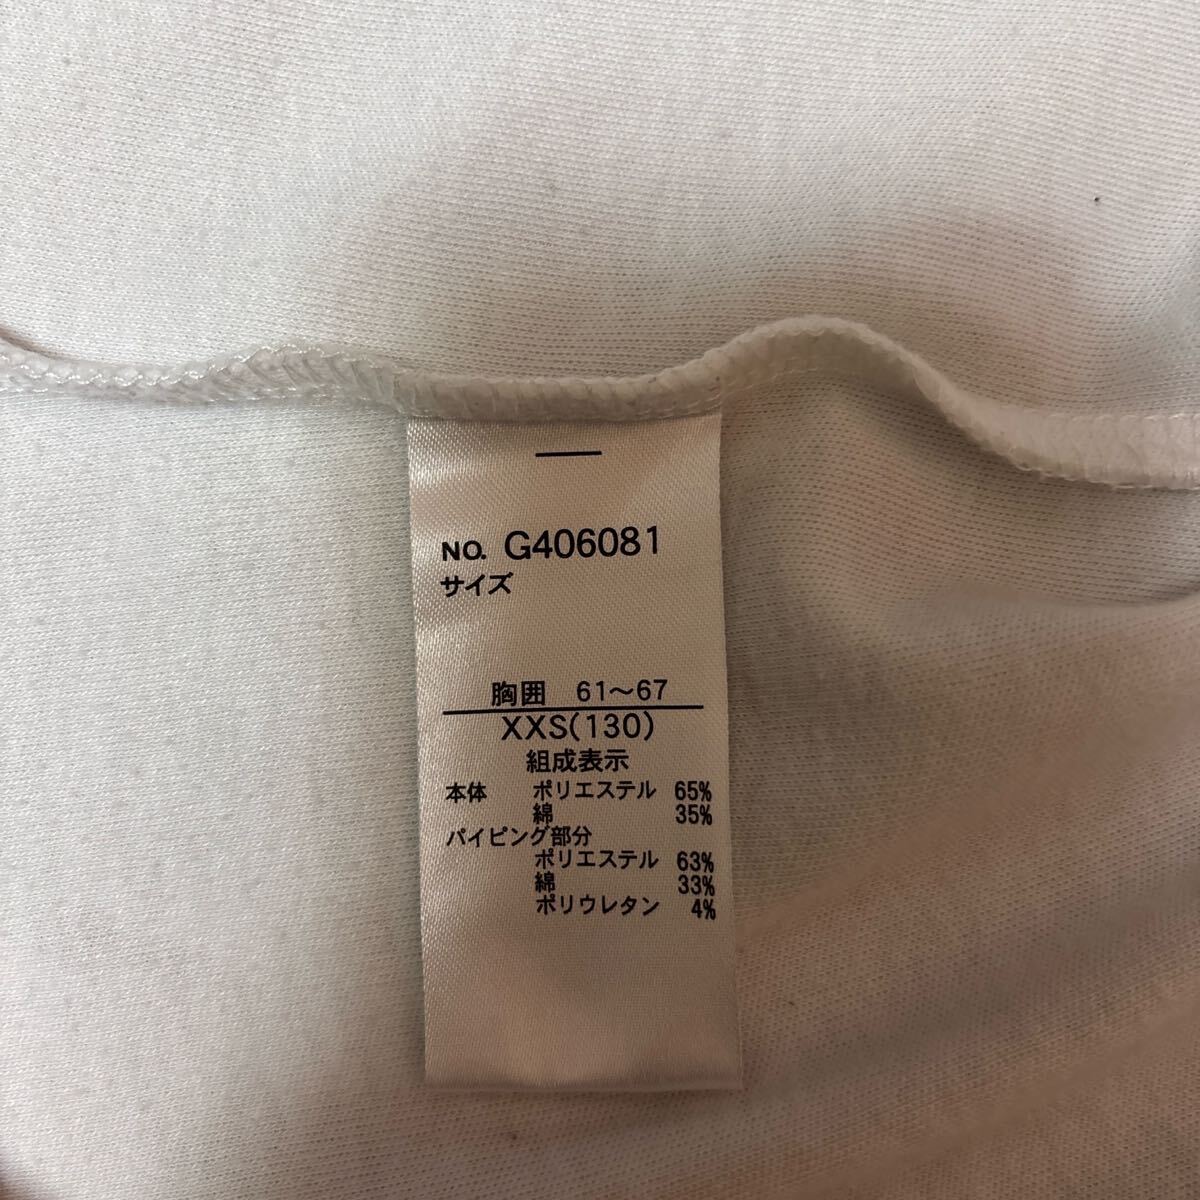 NO. G406081
サイズ
胸囲 61〜67
XXS(130)
組成表示
本体 ポリエステル 65%
綿 35%
パイピング部分
ポリエステル 63%
綿 33%
ポリウレタン 4%